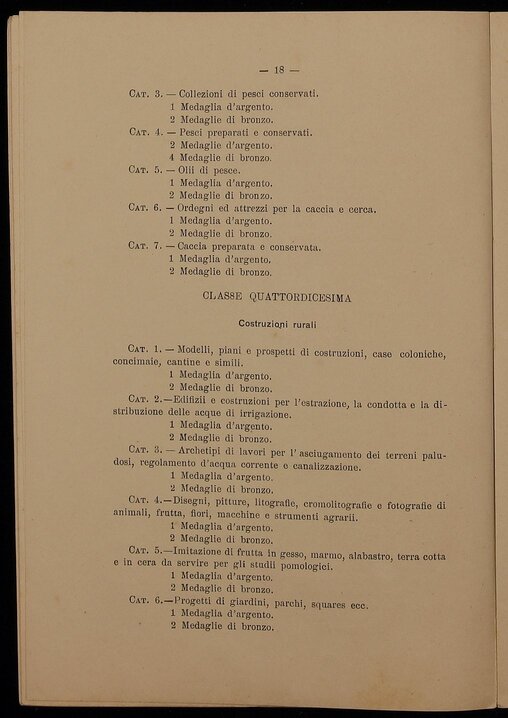 — 18 —
CAT. 3. — Collezioni di pesci conservati.
1 Medaglia d'argento.
2 Medaglie di bronzo.
CAT. 4. — Pesci preparati e conservati.
2 Medaglie d'argento.
4 Medaglie di bronzo.
CAT. 5. — Olii di pesce.
1 Medaglia d'argento.
2 Medaglie di bronzo.
CAT. 6. — Ordegni ed attrezzi per la caccia e cerca.
1 Medaglia d'argento.
2 Medaglie di bronzo.
CAT. 7. — Caccia preparata e conservata.
1 Medaglia d'argento.
2 Medaglie di bronzo.
CLASSE QUATTORDICESIMA
Costruzioni rurali
CAT. 1. — Modelli, piani e prospetti di costruzioni, case coloniche,
concimaie, cantine e simili.
1 Medaglia d'argento.
2 Medaglie di bronzo.
CAT. 2.—Edifizii e costruzioni per l'estrazione, la condotta e la di-
stribuzione delle acque di irrigazione.
1 Medaglia d'argento.
2 Medaglie di bronzo.
CAT. 3. — Archetipi di lavori per l'asciugamento dei terreni palu-
dosi, regolamento d'acqua corrente e canalizzazione.
1 Medaglia d'argento.
2 Medaglie di bronzo.
CAT. 4.—Disegni, pitture, litografie, cromolitografie e fotografie di
animali, frutta, fiori, macchine e strumenti agrarii.
1 Medaglia d'argento.
2 Medaglie di bronzo.
CAT. 5.—Imitazione di frutta in gesso, marmo, alabastro, terra cotta
e in cera da servire per gli studii pomologici.
1 Medaglia d'argento.
2 Medaglie di bronzo.
CAT. 6.—Progetti di giardini, parchi, squares ecc.
1 Medaglia d'argento.
2 Medaglie di bronzo.